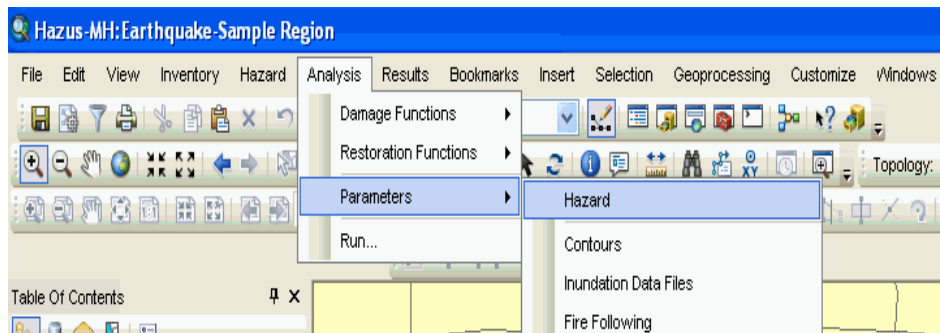 Hazus-MH: Earthquake-Sample Region
File Edit View Inventory Hazard Analysis Results Bookmarks Insert Selection Geoprocessing Customize Windows
Damage Functions
Restoration Functions
Topology:
Parameters
Hazard
Run...
Contours
Inundation Data Files
Table Of Contents
Fire Following